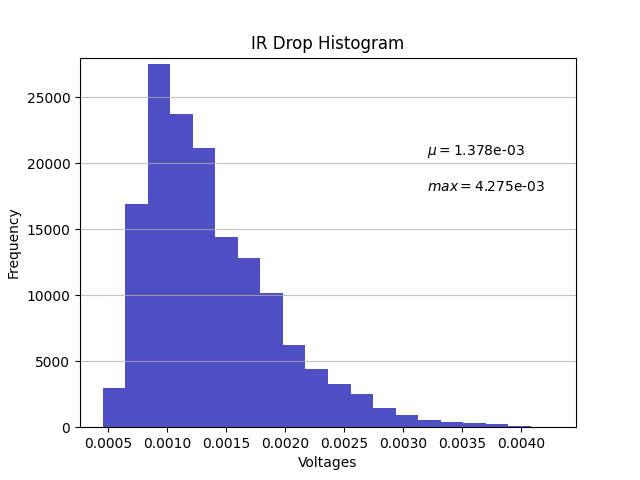 IR Drop Histogram
25000
20000
15000
10000
5000
0
Frequency
μ = 1.378e-03
max = 4.275e-03
0.0005 0.0010 0.0015 0.0020 0.0025 0.0030 0.0035 0.0040
Voltages